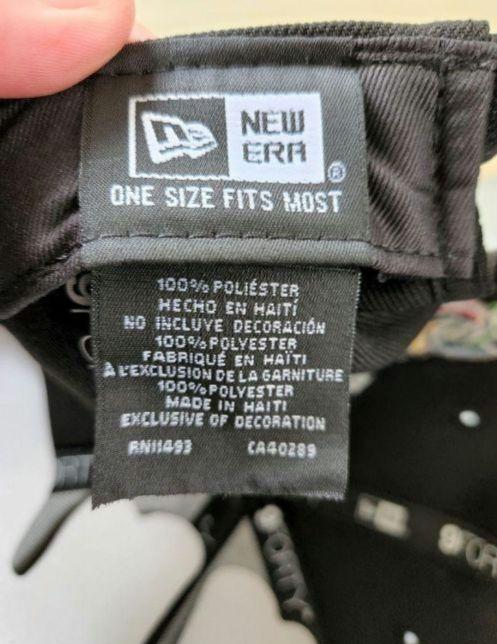 NEW
ERA
®
ONE SIZE FITS MOST
100% POLIÉSTER
HECHO EN HAITÍ
NO INCLUYE DECORACIÓN
100% POLYESTER
FABRIQUÉ EN HAÏTI
À L'EXCLUSION DE LA GARNITURE
100% POLYESTER
MADE IN HAITI
EXCLUSIVE OF DECORATION
RN11493 CA40289